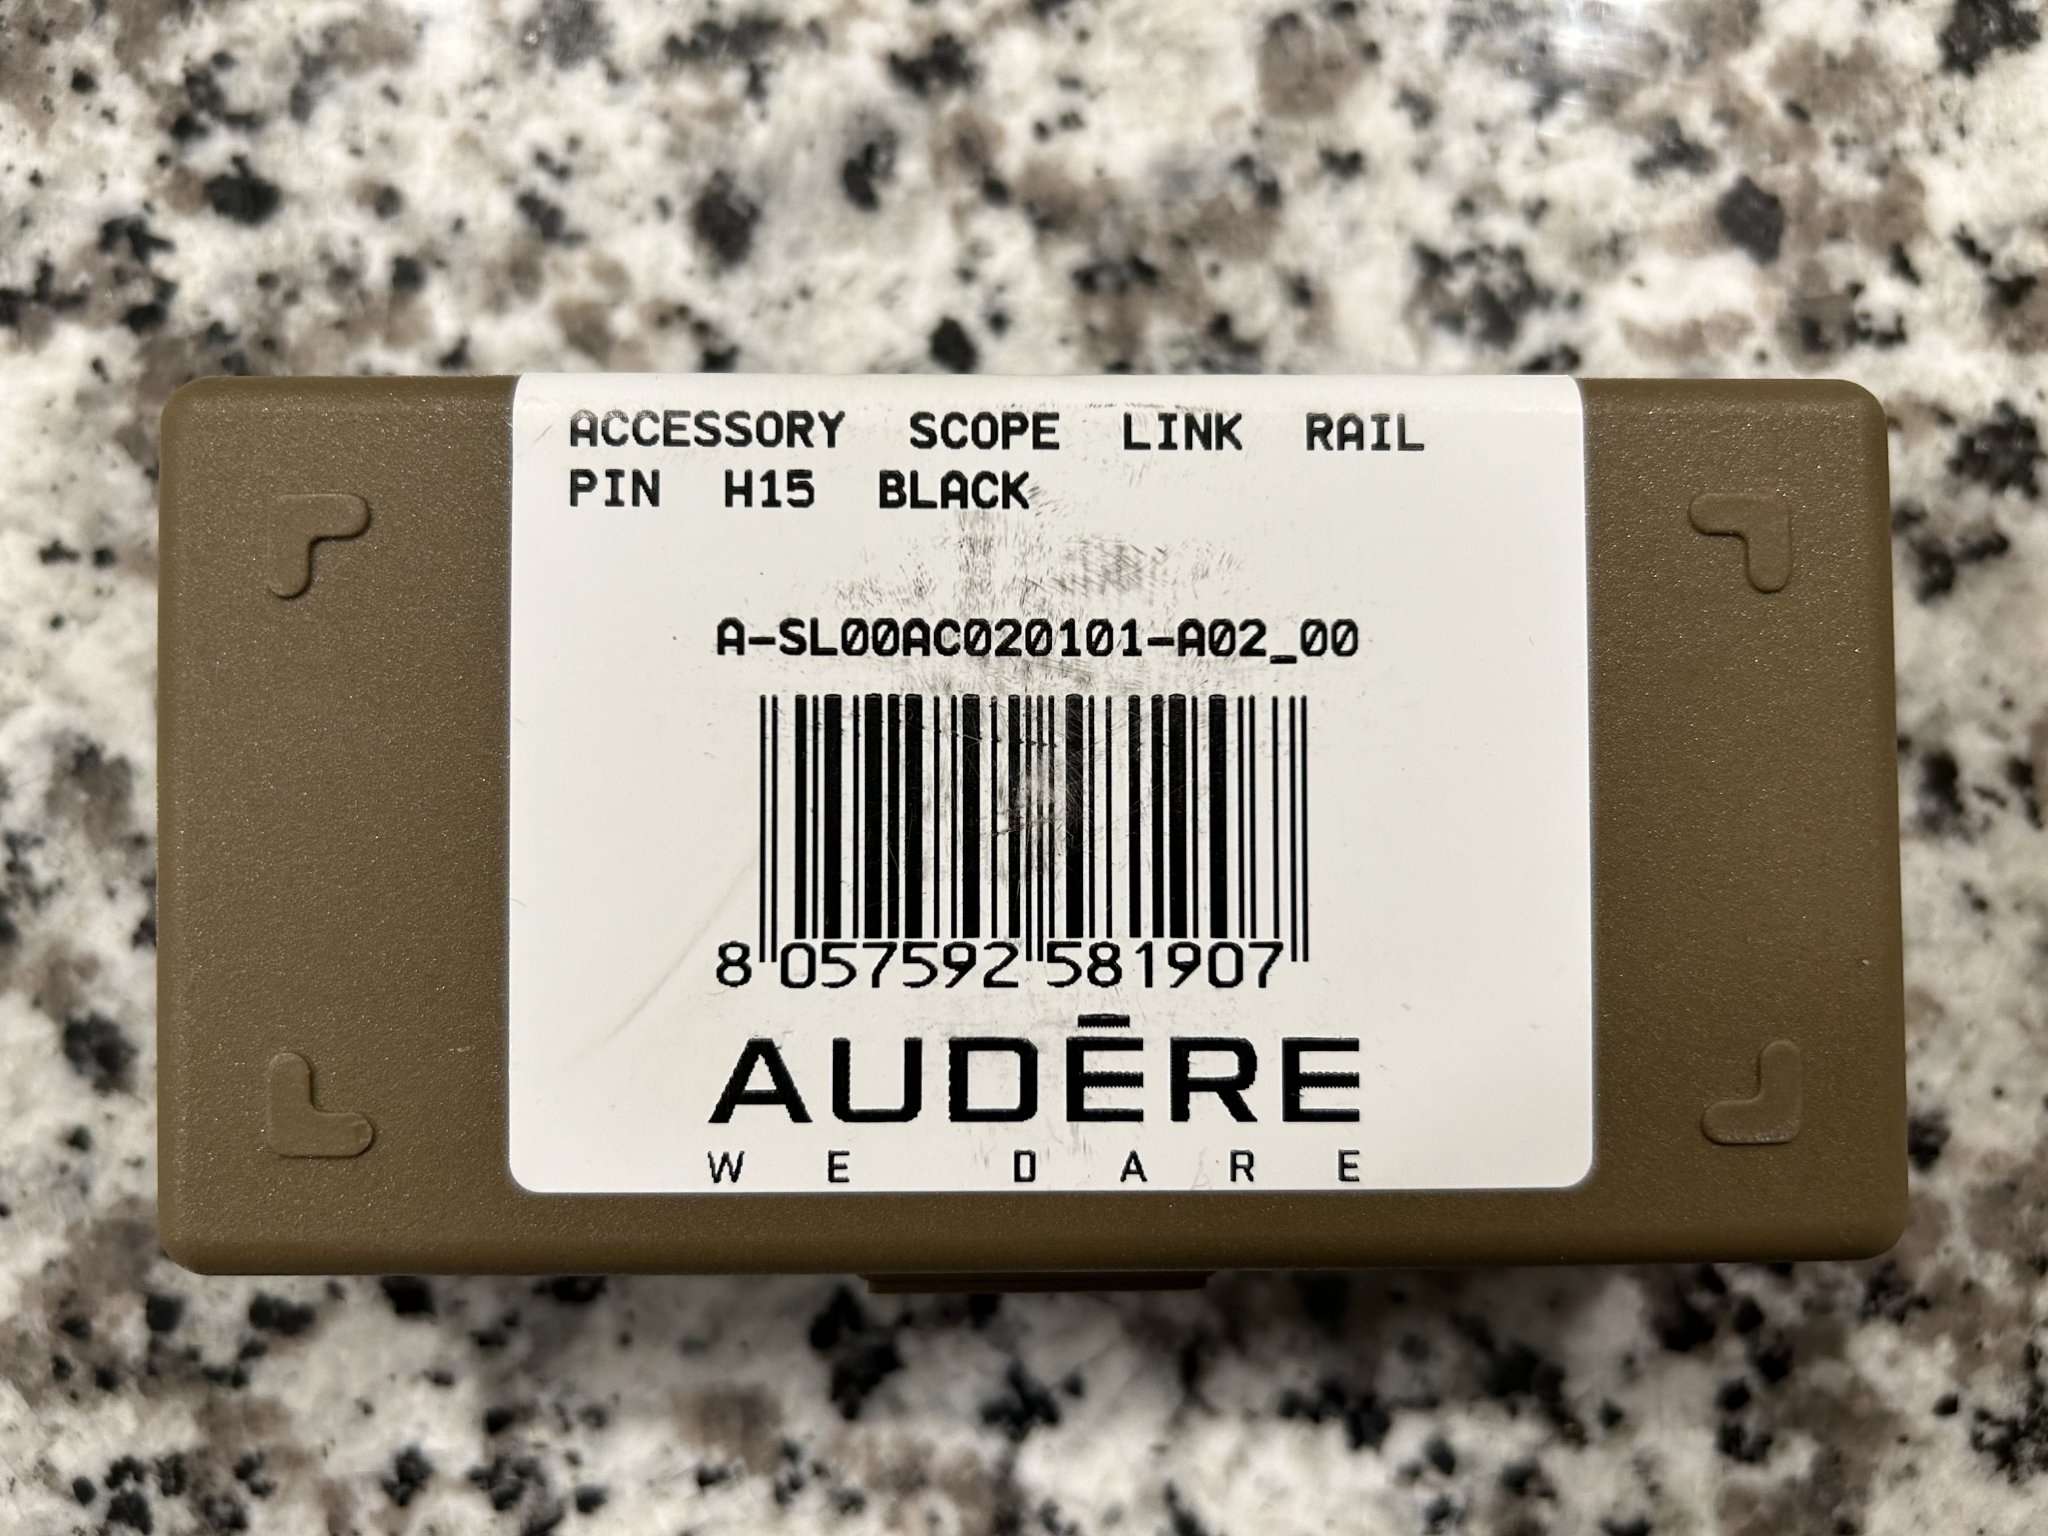 ACCESSORY SCOPE LINK RAIL
PIN H15 BLACK
A-SL00AC020101-A02_00
8 057592 581907
AUDĒRE
WE DARE